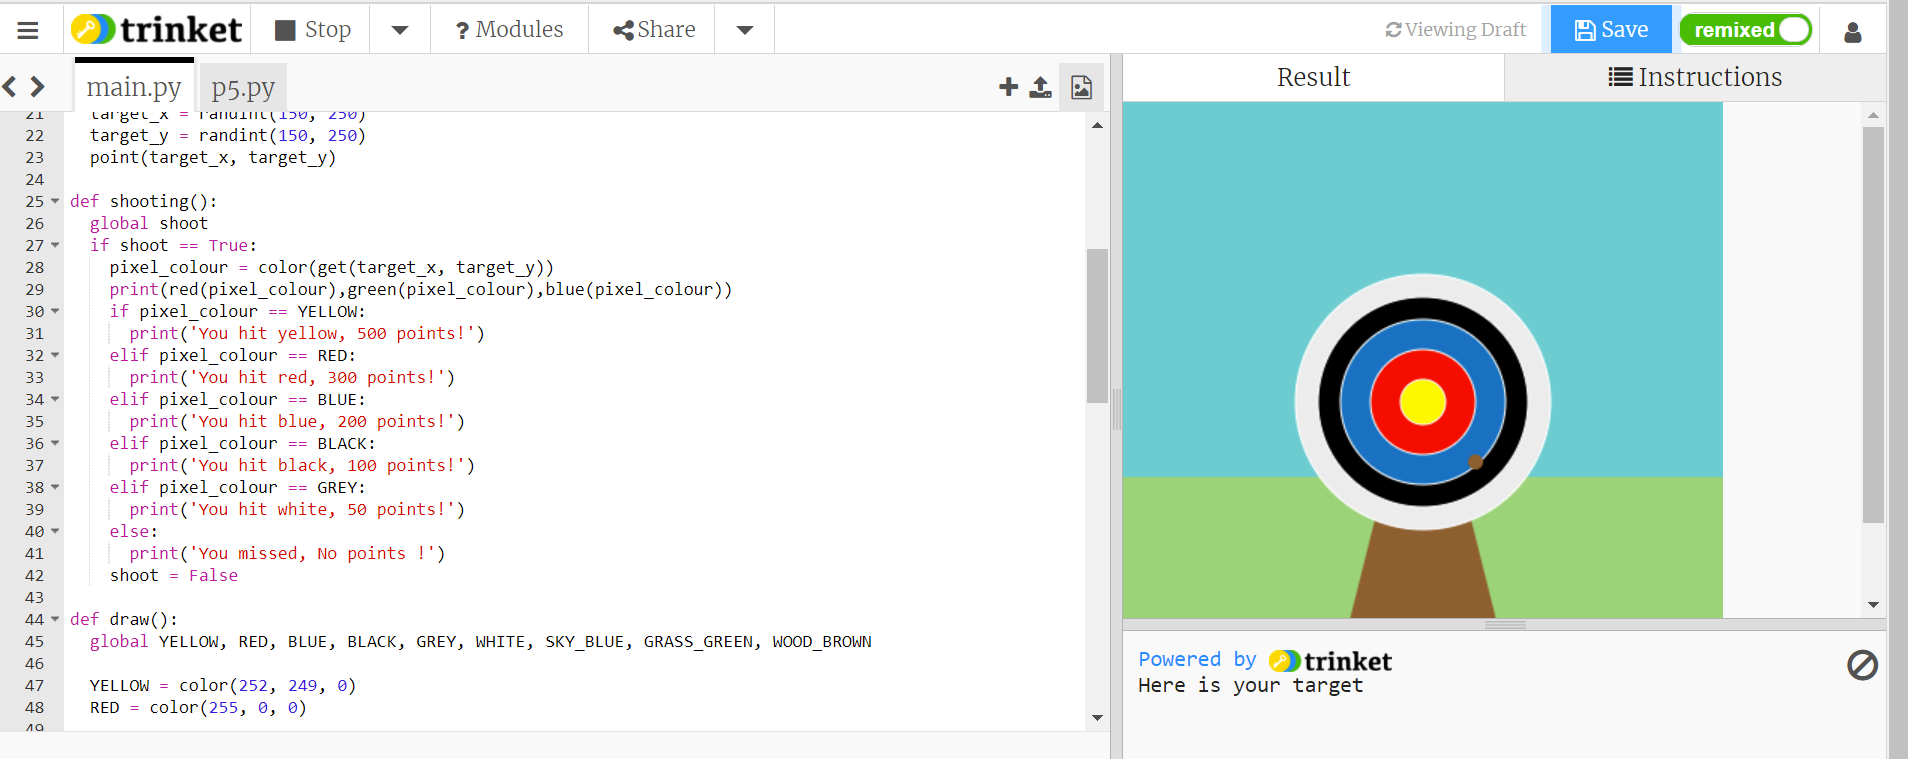 trinket Stop ? Modules Share Viewing Draft Save remixed
main.py p5.py
Result Instructions
21 target_x = randint(150, 250)
22 target_y = randint(150, 250)
23 point(target_x, target_y)
24
25 def shooting():
26 global shoot
27 if shoot == True:
28 pixel_colour = color(get(target_x, target_y))
29 print(red(pixel_colour),green(pixel_colour),blue(pixel_colour))
30 if pixel_colour == YELLOW:
31 print('You hit yellow, 500 points!')
32 elif pixel_colour == RED:
33 print('You hit red, 300 points!')
34 elif pixel_colour == BLUE:
35 print('You hit blue, 200 points!')
36 elif pixel_colour == BLACK:
37 print('You hit black, 100 points!')
38 elif pixel_colour == GREY:
39 print('You hit white, 50 points!')
40 else:
41 print('You missed, No points !')
42 shoot = False
43
44 def draw():
45 global YELLOW, RED, BLUE, BLACK, GREY, WHITE, SKY_BLUE, GRASS_GREEN, WOOD_BROWN
46
47 YELLOW = color(252, 249, 0)
48 RED = color(255, 0, 0)
49
Powered by trinket
Here is your target